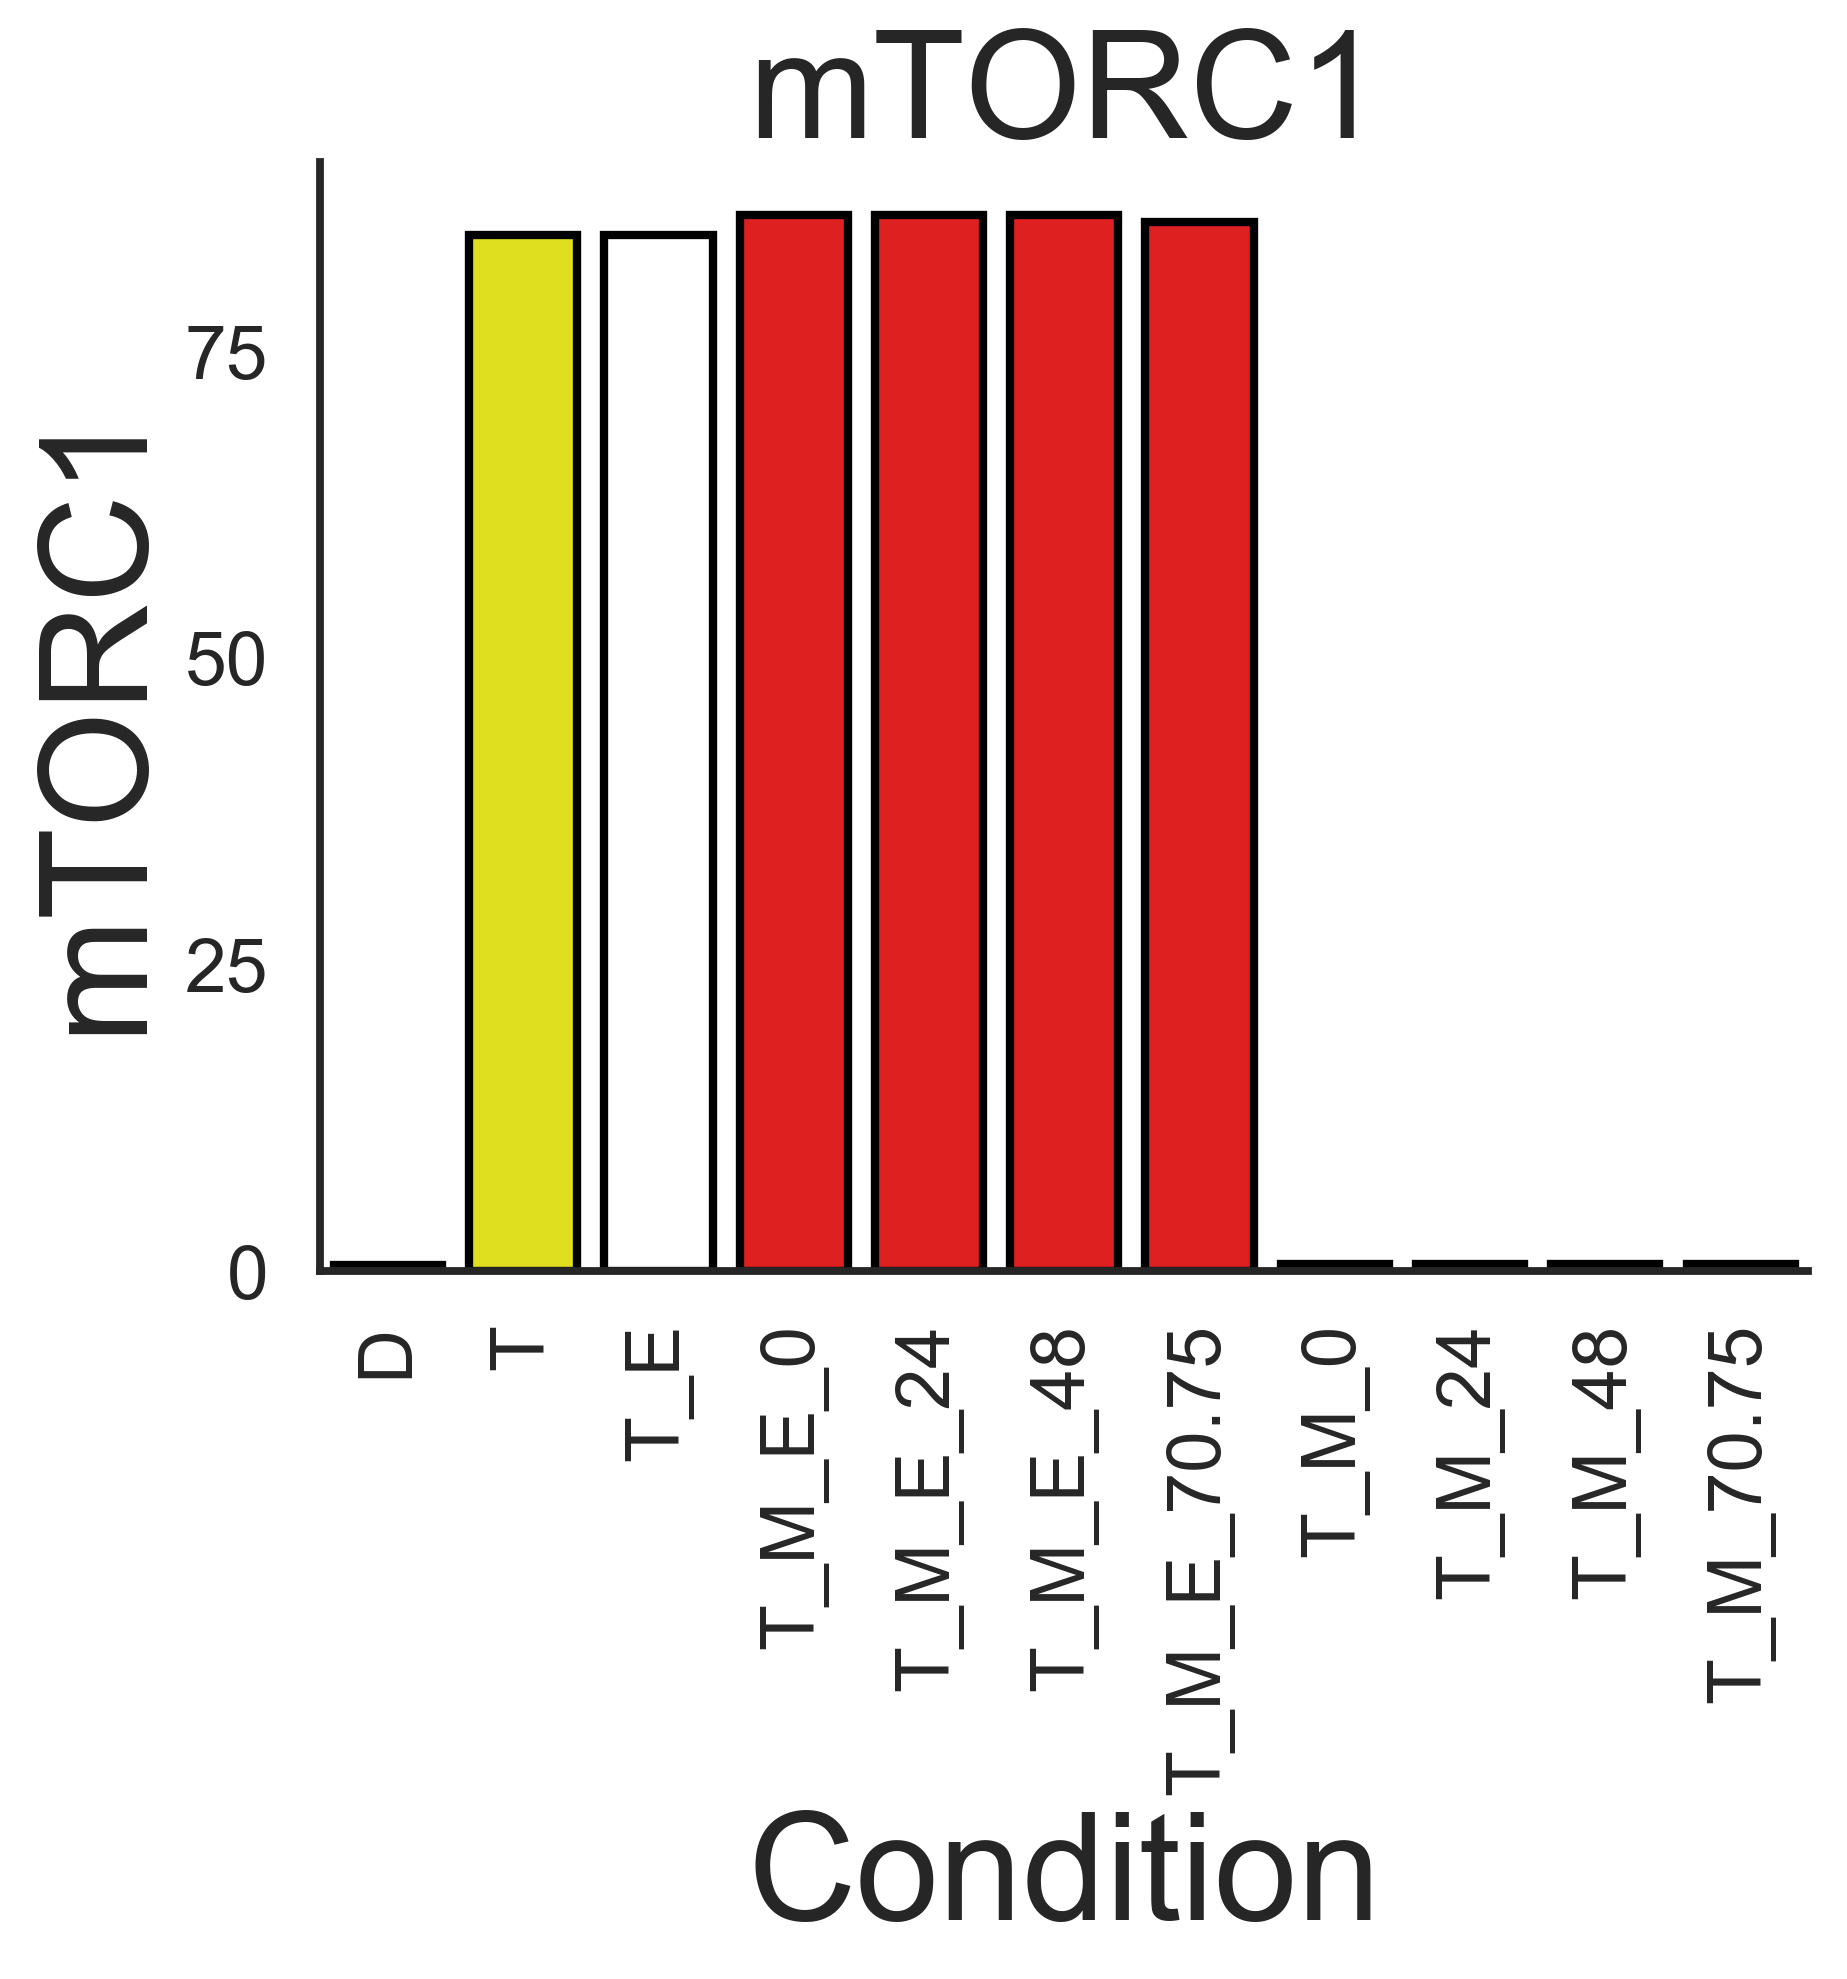 mTORC1
mTORC1
75
50
25
0
D
T
T_E
T_M_E_0
T_M_E_24
T_M_E_48
T_M_E_70.75
T_M_0
T_M_24
T_M_48
T_M_70.75
Condition